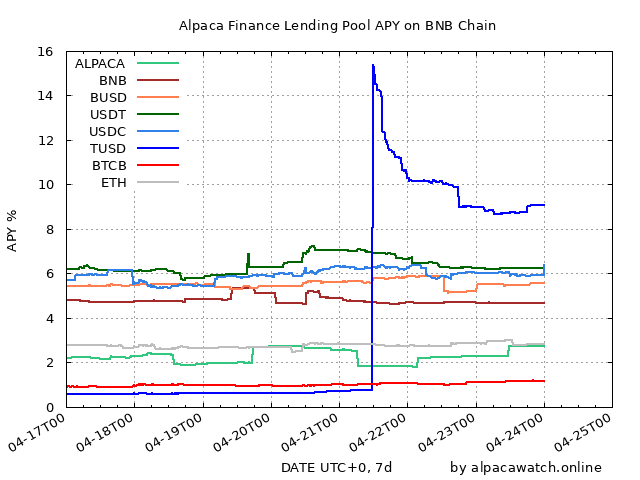 Alpaca Finance Lending Pool APY on BNB Chain
APY %
16
14
12
10
8
6
4
2
0
ALPACA
BNB
BUSD
USDT
USDC
TUSD
BTCB
ETH
04-17T00
04-18T00
04-19T00
04-20T00
04-21T00
04-22T00
04-23T00
04-24T00
04-25T00
DATE UTC+0, 7d
by alpacawatch.online